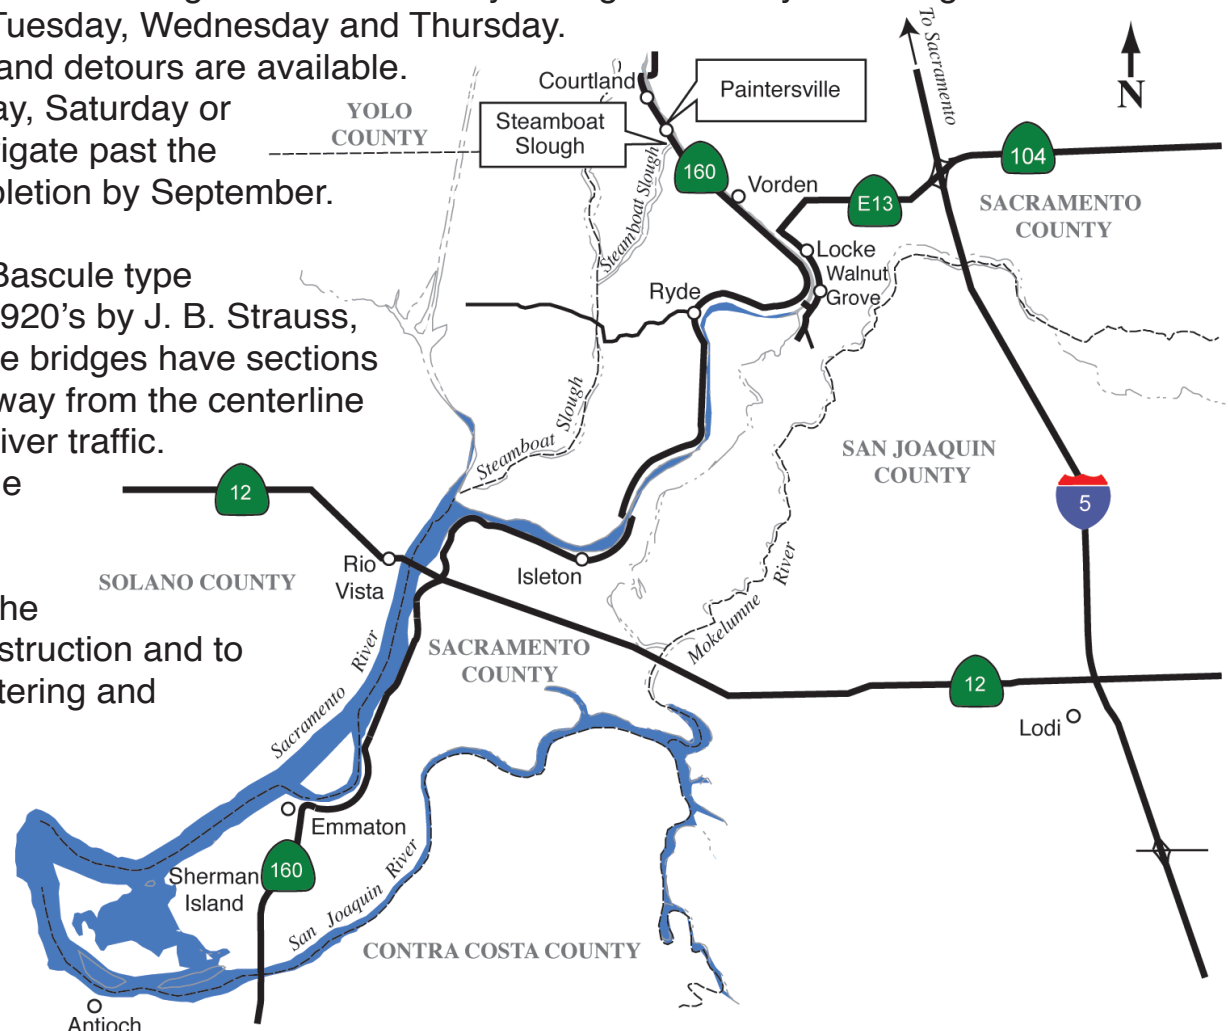 Tuesday, Wednesday and Thursday.
and detours are available.
ay, Saturday or
igate past the
pletion by September.
Bascule type
920’s by J. B. Strauss,
e bridges have sections
way from the centerline
iver traffic.
e
he
struction and to
tering and
To Sacramento
N
Courtland
Paintersville
Steamboat
Slough
YOLO
COUNTY
160
Vorden
E13
104
SACRAMENTO
COUNTY
Steamboat Slough
Locke
Walnut
Grove
Ryde
Steamboat Slough
SAN JOAQUIN
COUNTY
12
5
Rio
Vista
Isleton
SOLANO COUNTY
Mokelumne River
SACRAMENTO
COUNTY
Sacramento River
12
Lodi
Emmaton
160
Sherman
Island
San Joaquin River
CONTRA COSTA COUNTY
Antioch